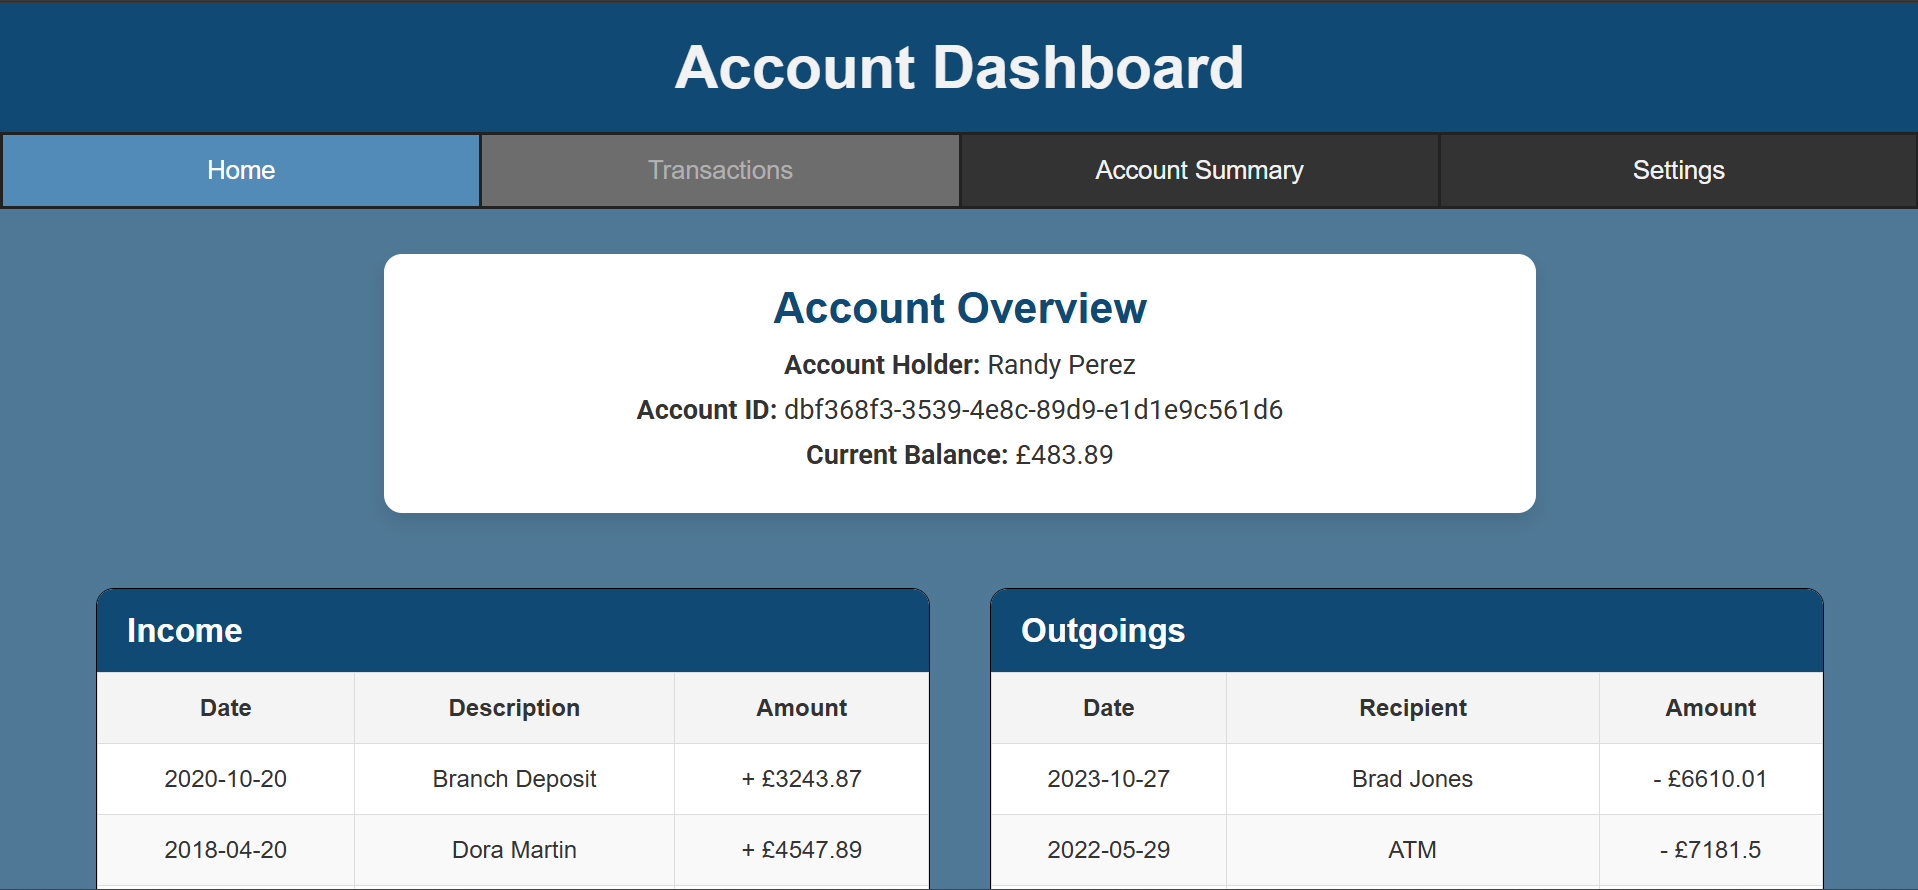 Account Dashboard
Home Transactions Account Summary Settings
Account Overview
Account Holder: Randy Perez
Account ID: dbf368f3-3539-4e8c-89d9-e1d1e9c561d6
Current Balance: £483.89
Income
Date Description Amount
2020-10-20 Branch Deposit + £3243.87
2018-04-20 Dora Martin + £4547.89
Outgoings
Date Recipient Amount
2023-10-27 Brad Jones - £6610.01
2022-05-29 ATM - £7181.5